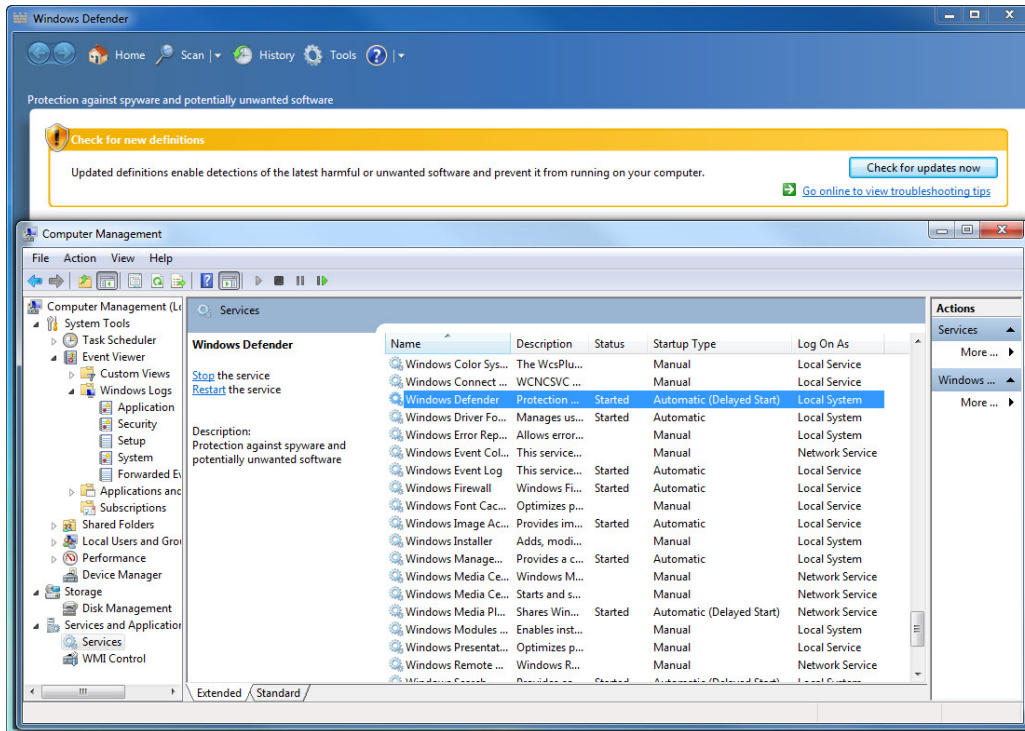 Windows Defender
Home Scan History Tools
Protection against spyware and potentially unwanted software
Check for new definitions
Updated definitions enable detections of the latest harmful or unwanted software and prevent it from running on your computer.
Check for updates now
Go online to view troubleshooting tips
Computer Management
File Action View Help
Computer Management (Lo
System Tools
Task Scheduler
Event Viewer
Custom Views
Windows Logs
Application
Security
Setup
System
Forwarded Ev
Applications and
Subscriptions
Shared Folders
Local Users and Grou
Performance
Device Manager
Storage
Disk Management
Services and Application
Services
WMI Control
Services
Windows Defender
Stop the service
Restart the service
Description:
Protection against spyware and
potentially unwanted software
Name Description Status Startup Type Log On As
Windows Color Sys... The WcsPlu... Manual Local Service
Windows Connect ... WCNCSVC ... Manual Local Service
Windows Defender Protection ... Started Automatic (Delayed Start) Local System
Windows Driver Fo... Manages us... Started Automatic Local System
Windows Error Rep... Allows error... Manual Local System
Windows Event Col... This service... Manual Network Service
Windows Event Log This service... Started Automatic Local Service
Windows Firewall Windows Fi... Started Automatic Local Service
Windows Font Cac... Optimizes p... Manual Local Service
Windows Image Ac... Provides im... Started Automatic Local Service
Windows Installer Adds, modi... Manual Local System
Windows Manage... Provides a c... Started Automatic Local System
Windows Media Ce... Windows M... Manual Network Service
Windows Media Ce... Starts and s... Manual Network Service
Windows Media Pl... Shares Win... Started Automatic (Delayed Start) Network Service
Windows Modules ... Enables inst... Manual Local System
Windows Presentat... Optimizes p... Manual Local Service
Windows Remote ... Windows R... Manual Network Service
Windows Search Provides co... Started Automatic (Delayed Start) Local System
Extended Standard
Actions
Services
More ...
Windows ...
More ...